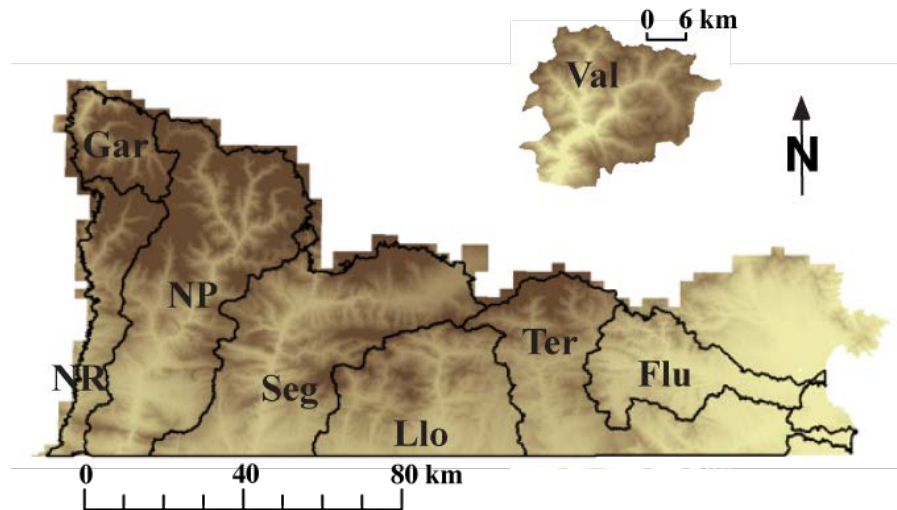 0 6 km
Val
Gar
N
NP
Ter
NR
Seg
Flu
Llo
0 40 80 km